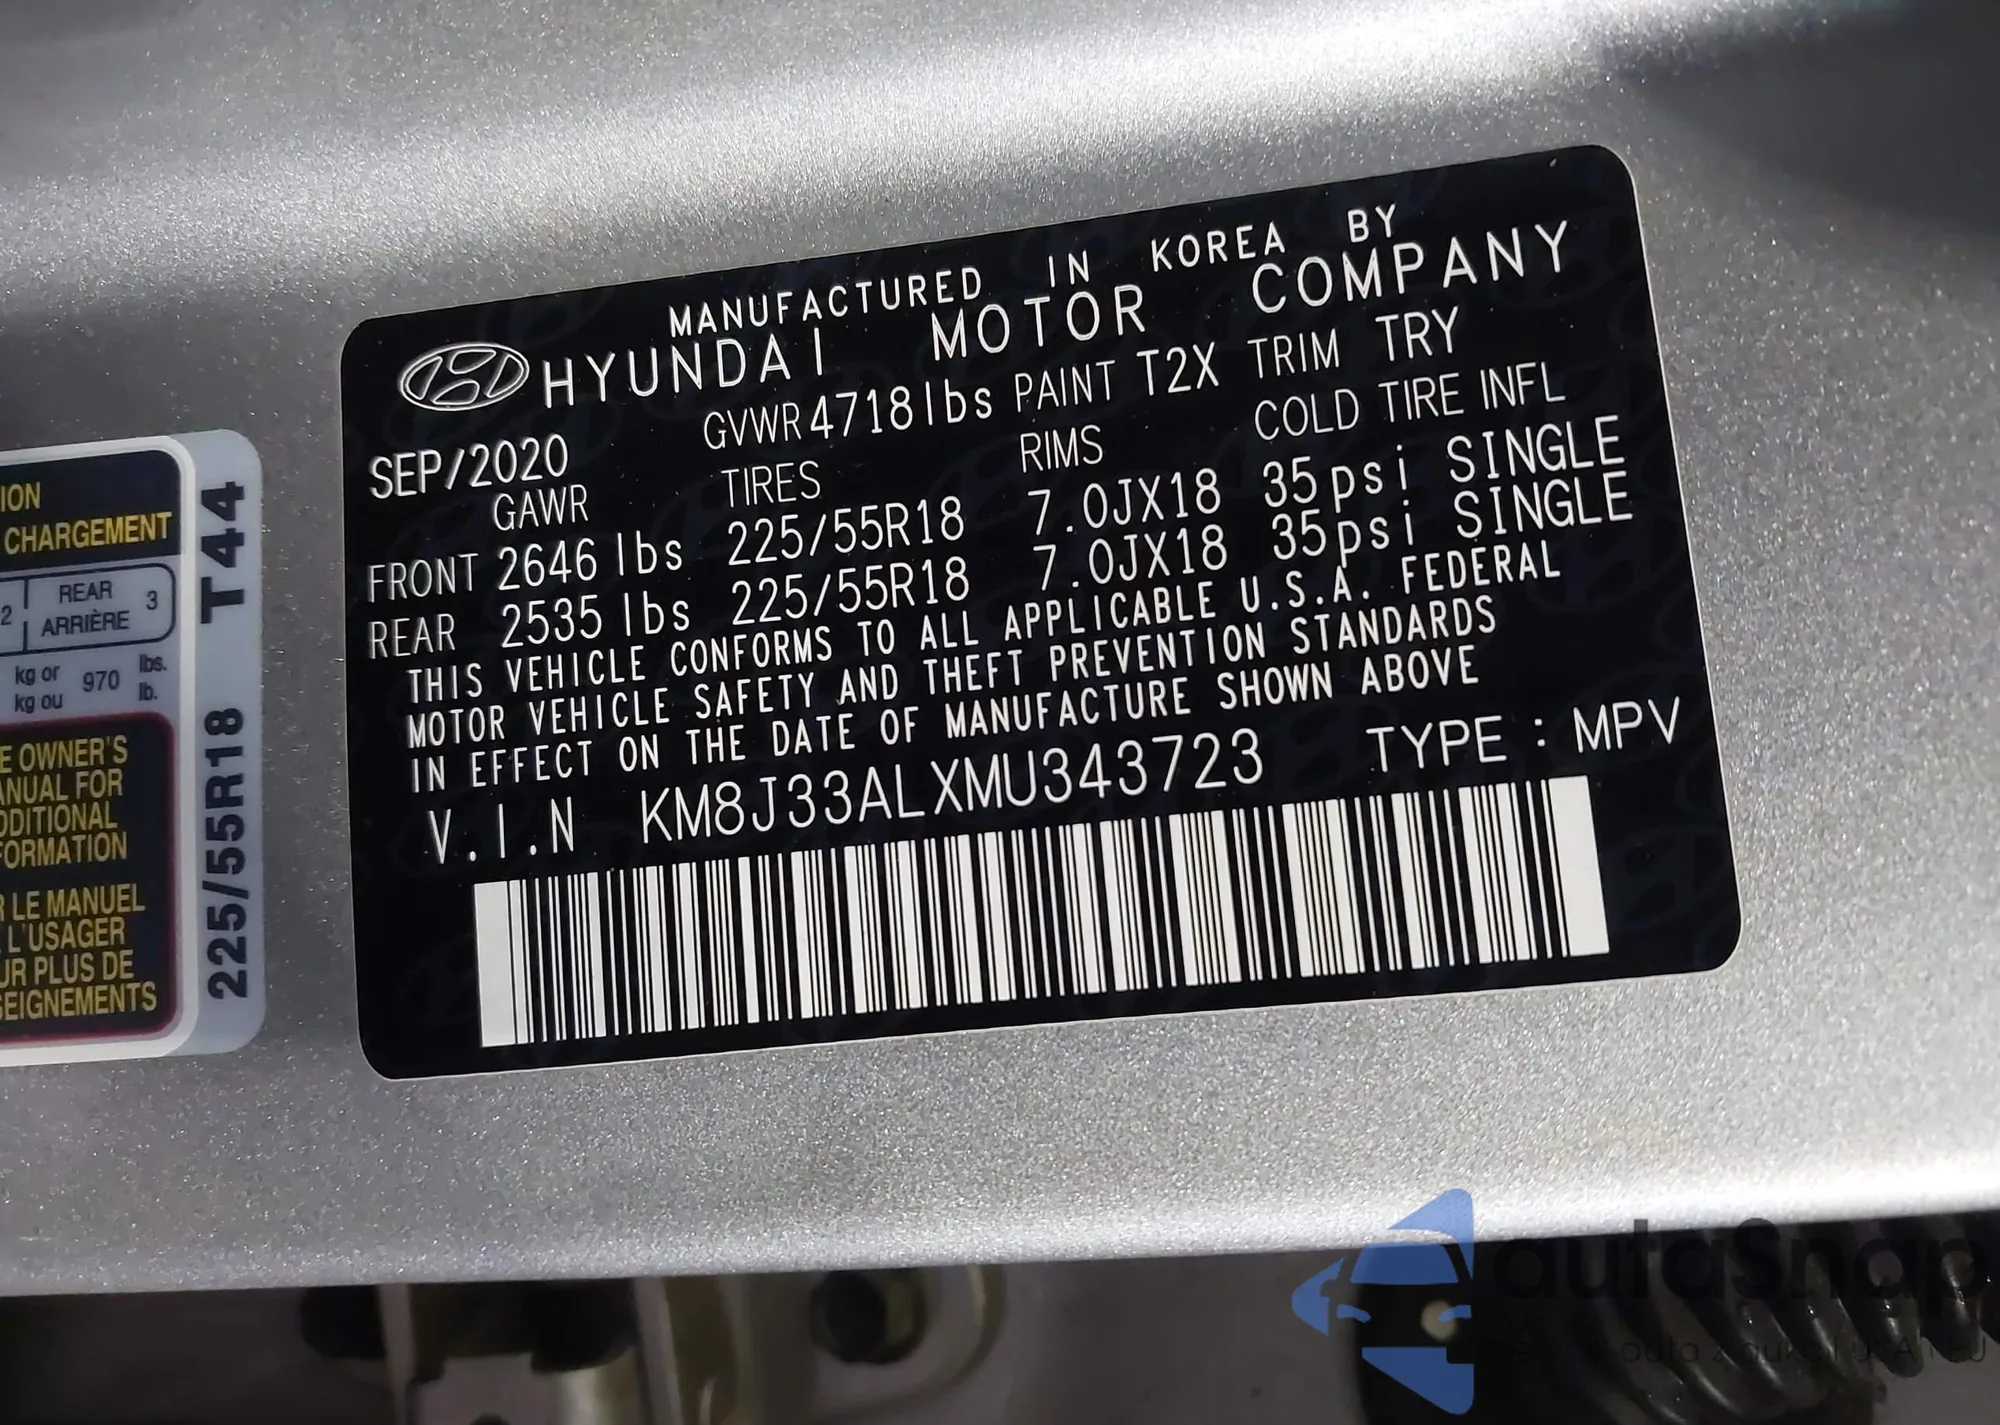 MANUFACTURED IN KOREA BY
HYUNDAI MOTOR COMPANY
SEP/2020 GVWR 4718lbs PAINT T2X TRIM TRY
GAWR TIRES RIMS COLD TIRE INFL
FRONT 2646 lbs 225/55R18 7.0JX18 35psi SINGLE
REAR 2535 lbs 225/55R18 7.0JX18 35psi SINGLE
THIS VEHICLE CONFORMS TO ALL APPLICABLE U.S.A. FEDERAL
MOTOR VEHICLE SAFETY AND THEFT PREVENTION STANDARDS
IN EFFECT ON THE DATE OF MANUFACTURE SHOWN ABOVE
V.I.N KM8J33ALXMU343723 TYPE : MPV
ION
CHARGEMENT
2 REAR 3
ARRIÈRE
kg or 970 lbs.
kg ou lb.
E OWNER'S
ANUAL FOR
DDITIONAL
FORMATION
R LE MANUEL
L'USAGER
UR PLUS DE
SEIGNEMENTS
225/55R18 T44
autaSnap